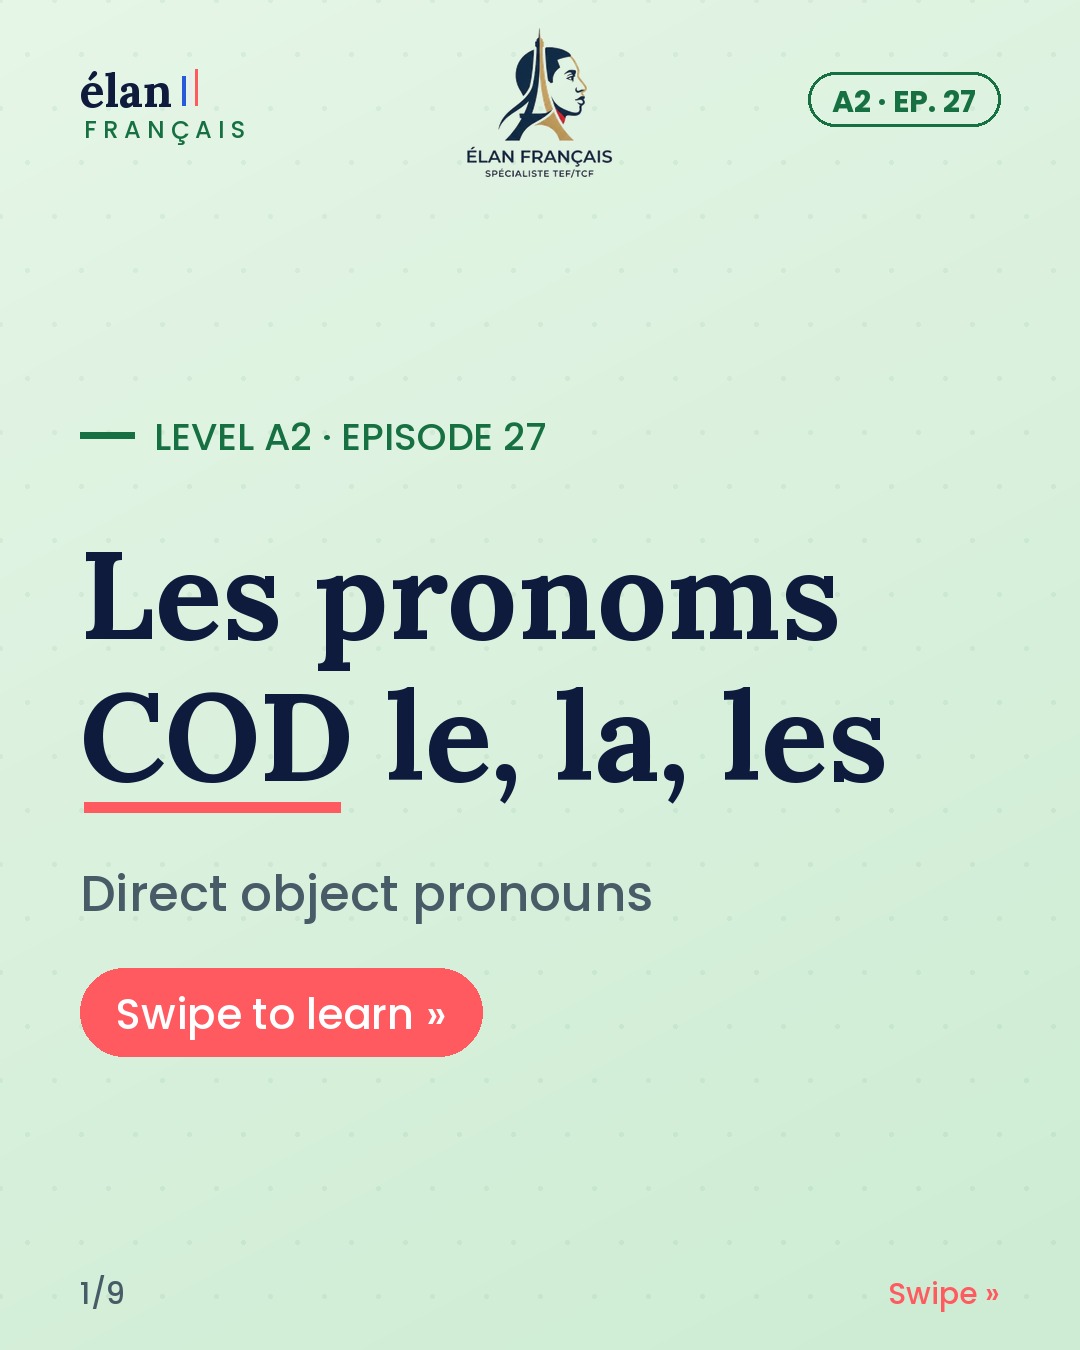 élan
FRANÇAIS
ÉLAN FRANÇAIS
SPÉCIALISTE TEF/TCF
A2 · EP. 27
LEVEL A2 · EPISODE 27
Les pronoms
COD le, la, les
Direct object pronouns
Swipe to learn »
1/9
Swipe »